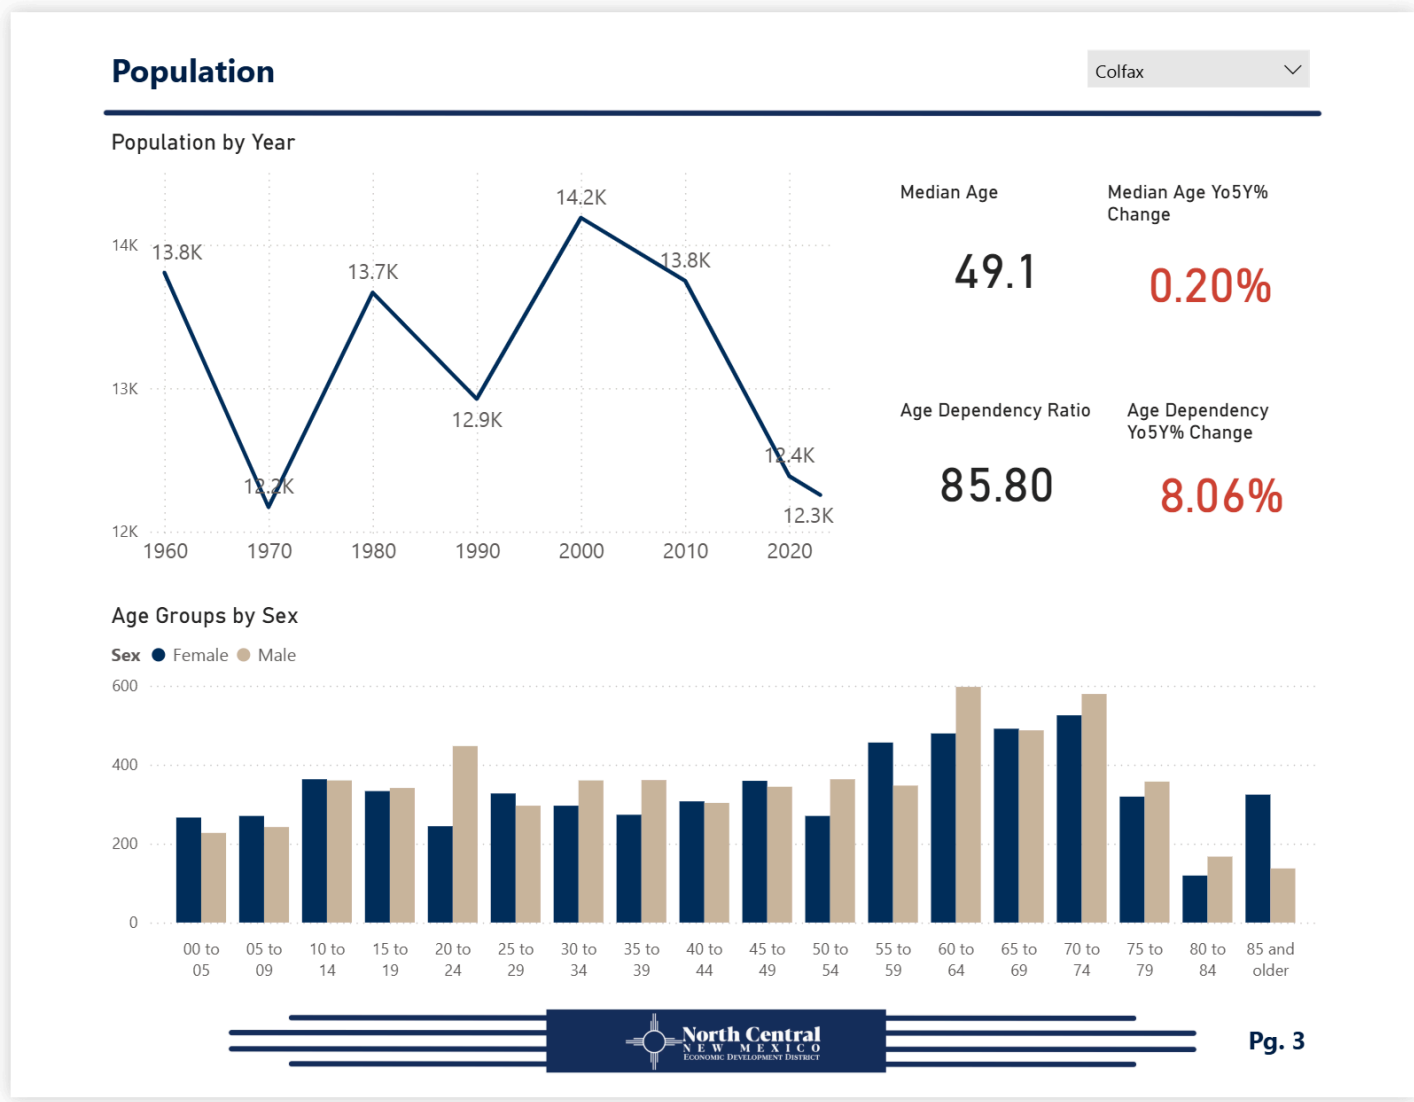 Population
Colfax
Population by Year
14K
13K
12K
13.8K
12.2K
13.7K
12.9K
14.2K
13.8K
12.4K
12.3K
1960 1970 1980 1990 2000 2010 2020
Median Age
49.1
Median Age Yo5Y%
Change
0.20%
Age Dependency Ratio
85.80
Age Dependency
Yo5Y% Change
8.06%
Age Groups by Sex
Sex Female Male
600
400
200
0
00 to
05
05 to
09
10 to
14
15 to
19
20 to
24
25 to
29
30 to
34
35 to
39
40 to
44
45 to
49
50 to
54
55 to
59
60 to
64
65 to
69
70 to
74
75 to
79
80 to
84
85 and
older
North Central
NEW MEXICO
ECONOMIC DEVELOPMENT DISTRICT
Pg. 3